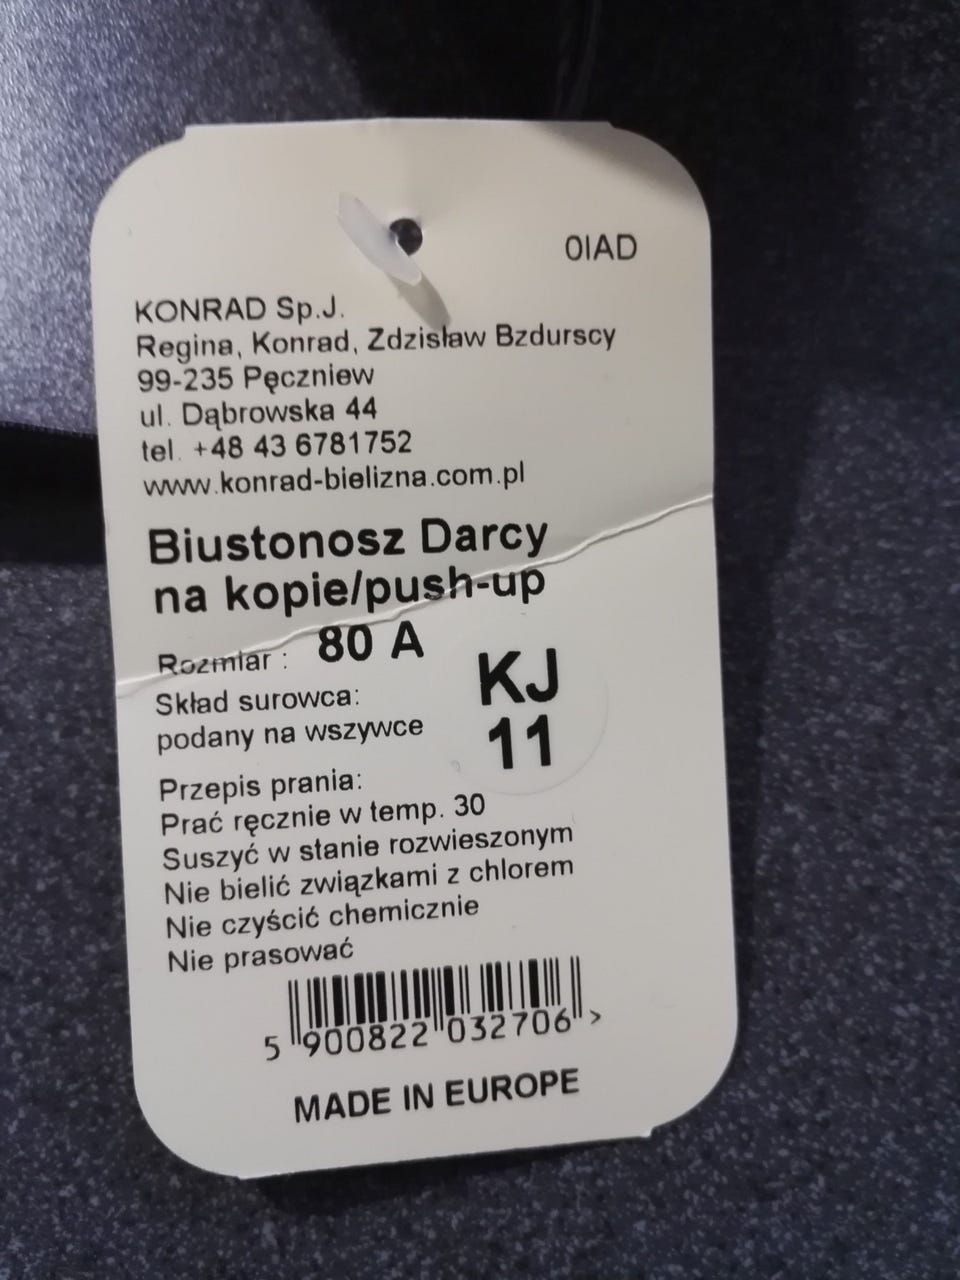 0IAD
KONRAD Sp.J.
Regina, Konrad, Zdzisław Bzdurscy
99-235 Pęczniew
ul. Dąbrowska 44
tel. +48 43 6781752
www.konrad-bielizna.com.pl
Biustonosz Darcy
na kopie/push-up
Rozmiar : 80 A
KJ
11
Skład surowca:
podany na wszywce
Przepis prania:
Prać ręcznie w temp. 30
Suszyć w stanie rozwieszonym
Nie bielić związkami z chlorem
Nie czyścić chemicznie
Nie prasować
5 900822 032706 >
MADE IN EUROPE